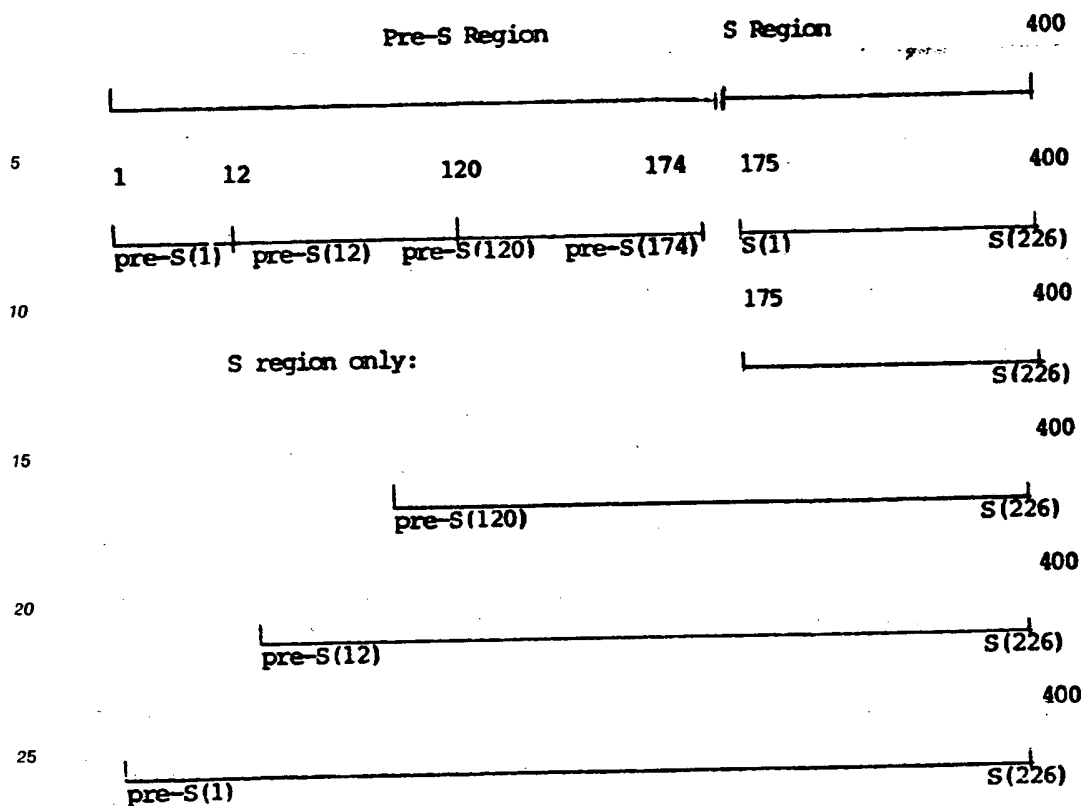 Pre-S Region S Region 400
5 1 12 120 174 175 400
pre-S(1) pre-S(12) pre-S(120) pre-S(174) S(1) S(226)
10 175 400
S region only: S(226)
400
15
pre-S(120) S(226)
400
20
pre-S(12) S(226)
400
25
pre-S(1) S(226)